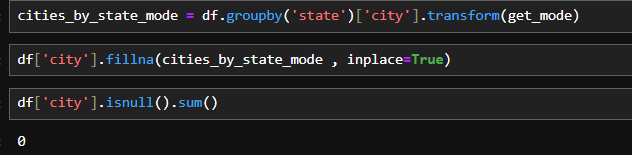 cities_by_state_mode = df.groupby('state')['city'].transform(get_mode)
df['city'].fillna(cities_by_state_mode , inplace=True)
df['city'].isnull().sum()
0